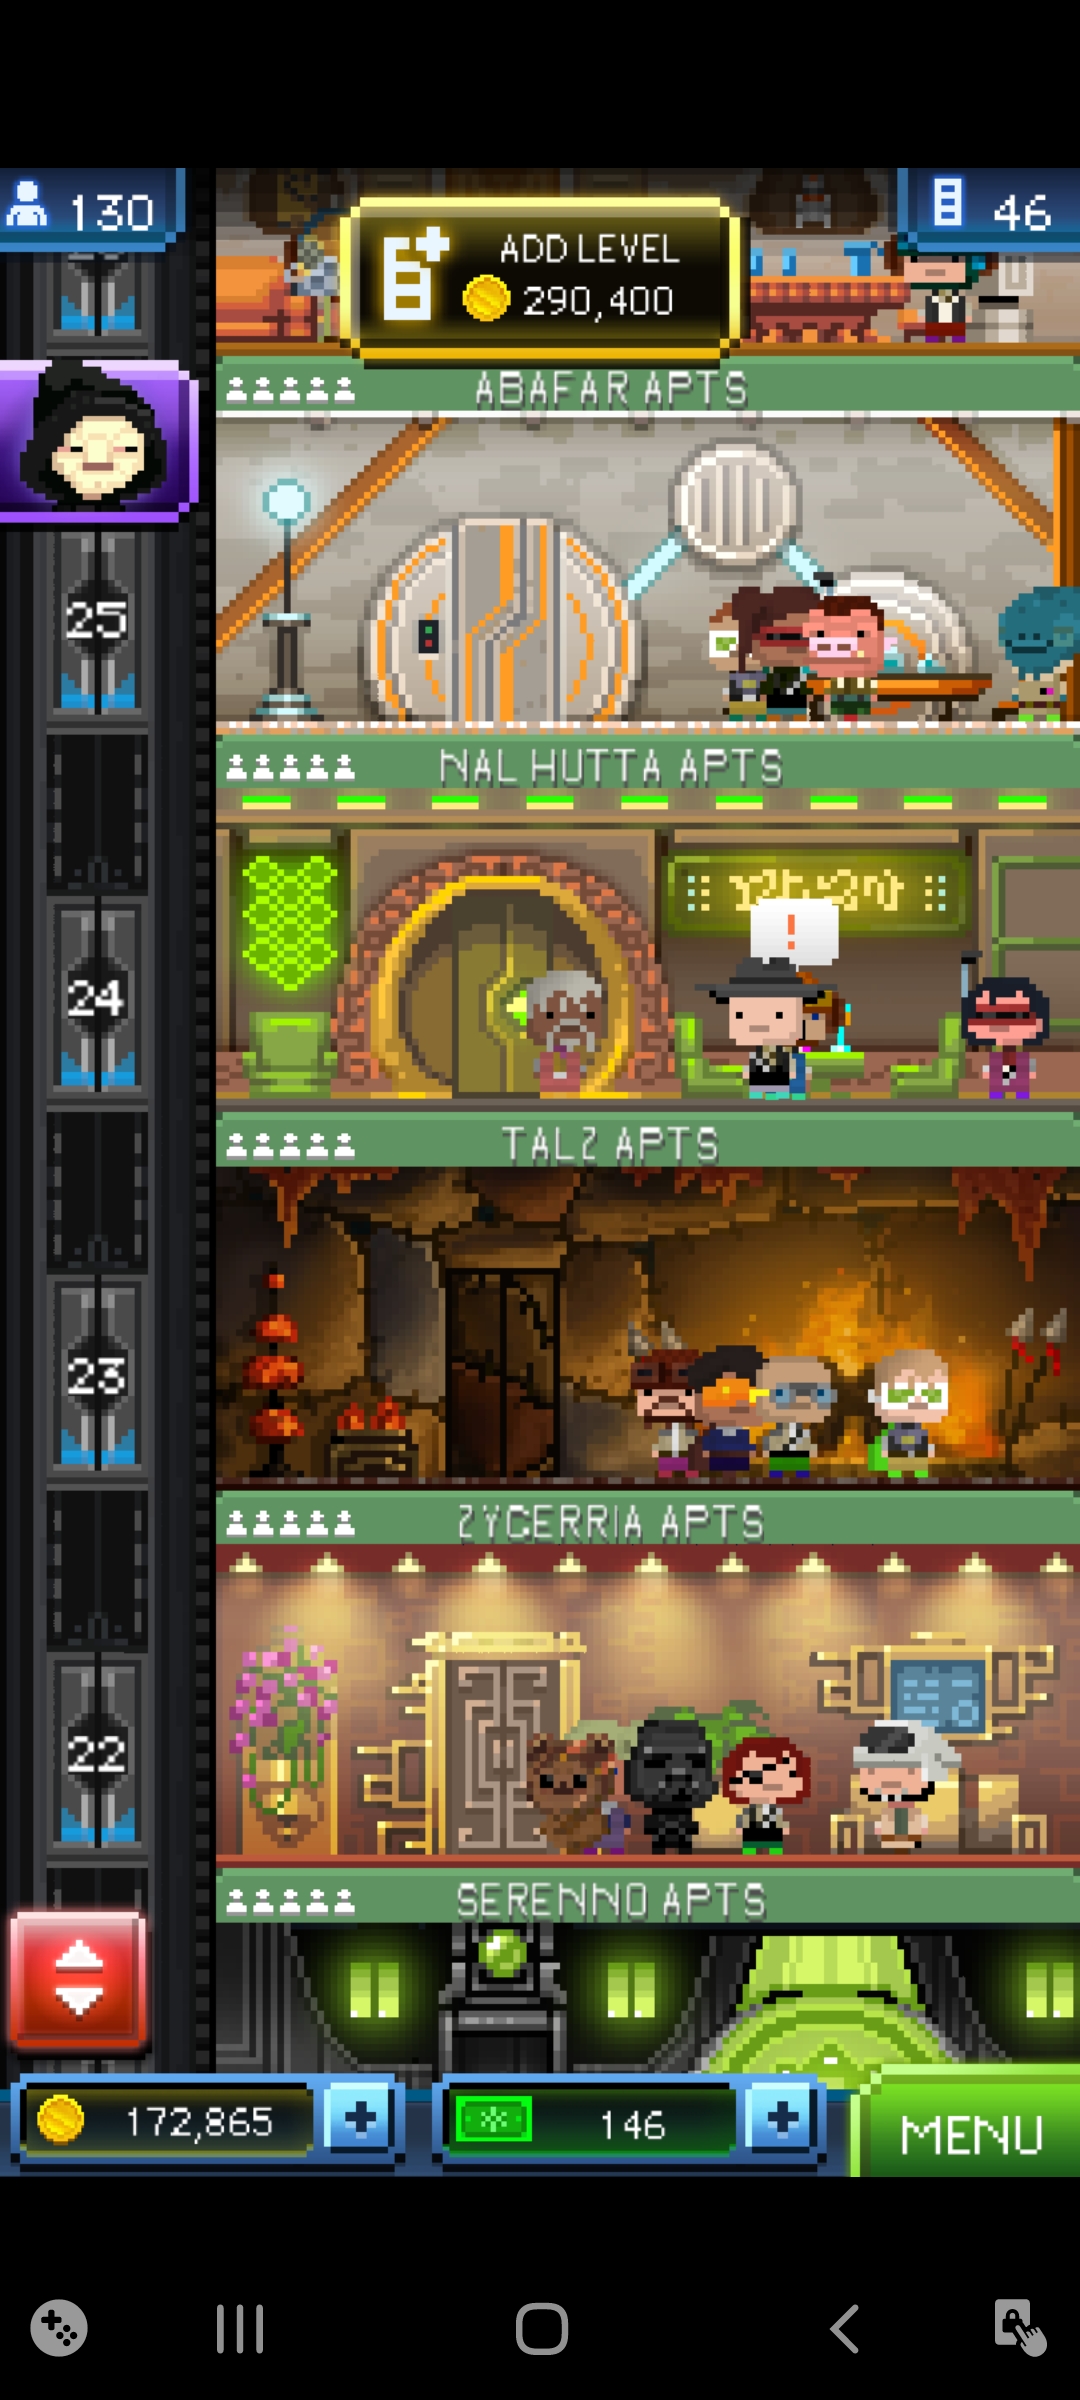 130
ADD LEVEL
290,400
46
ABAFAR APTS
25
NAL HUTTA APTS
!
24
TALZ APTS
23
ZYGERRIA APTS
22
SERENNO APTS
172,865
146
MENU